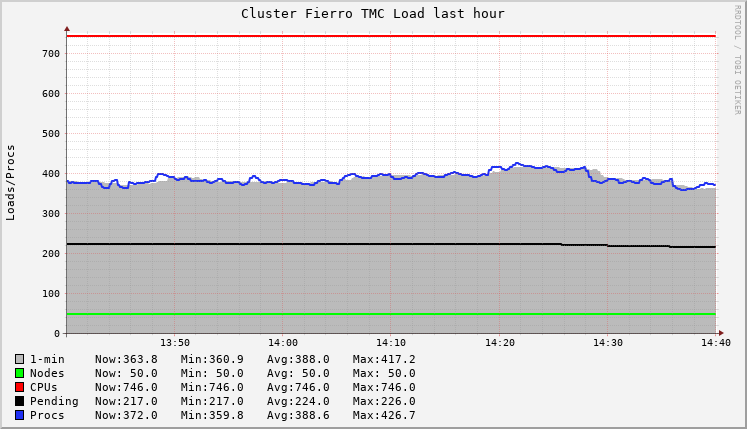 Cluster Fierro TMC Load last hour
RRDTOOL / TOBI OETIKER
Loads/Procs
700
600
500
400
300
200
100
0
13:50 14:00 14:10 14:20 14:30 14:40
1-min Now:363.8 Min:360.9 Avg:388.0 Max:417.2
Nodes Now: 50.0 Min: 50.0 Avg: 50.0 Max: 50.0
CPUs Now:746.0 Min:746.0 Avg:746.0 Max:746.0
Pending Now:217.0 Min:217.0 Avg:224.0 Max:226.0
Procs Now:372.0 Min:359.8 Avg:388.6 Max:426.7